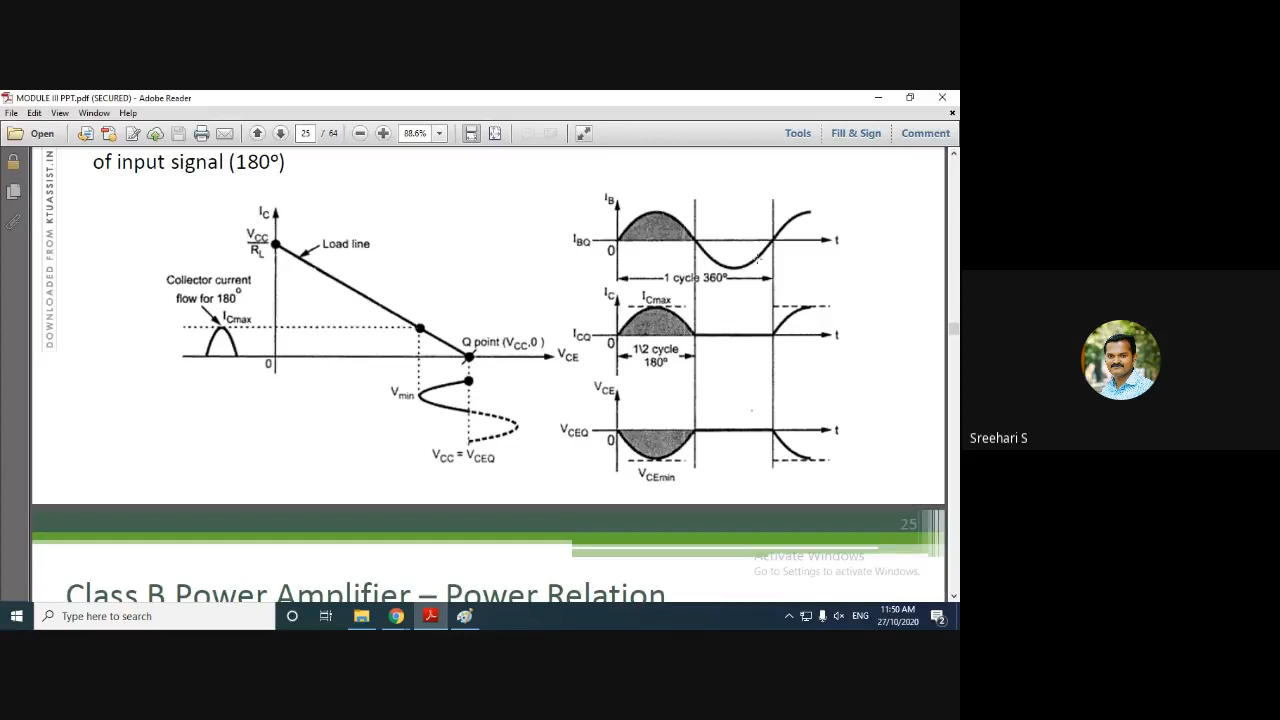 MODULE III PPT.pdf (SECURED) - Adobe Reader
File Edit View Window Help
Open 25 / 64 88.6% Tools Fill & Sign Comment
DOWNLOADED FROM KTUASSIST.IN
of input signal (180º)
IC
VCC
RL
Load line
Collector current
flow for 180°
ICmax
Q point (VCC,0 )
VCE
0
Vmin
VCC = VCEQ
IB
IBQ
0
t
1 cycle 360º
IC
ICmax
ICQ
0
t
1\2 cycle
180º
VCE
VCEQ
0
t
VCEmin
25
Activate Windows
Go to Settings to activate Windows.
Class B Power Amplifier – Power Relation
Sreehari S
Type here to search
ENG
11:50 AM
27/10/2020
2